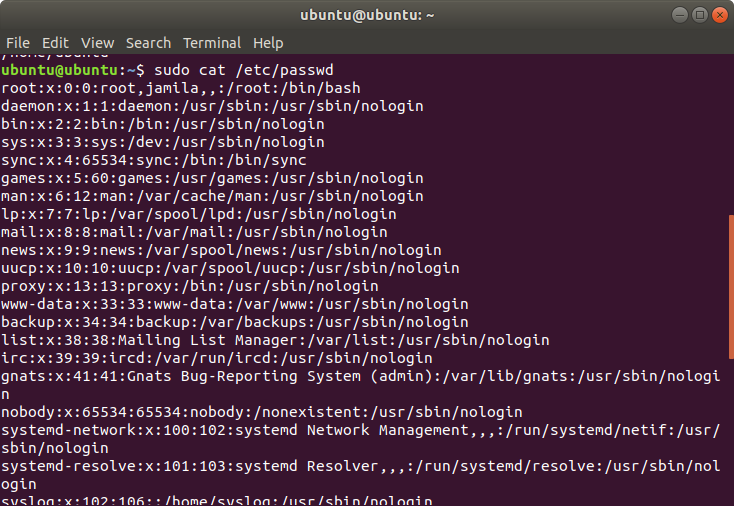 ubuntu@ubuntu: ~
File Edit View Search Terminal Help
/home/ubuntu
ubuntu@ubuntu:~$ sudo cat /etc/passwd
root:x:0:0:root,jamila,,:/root:/bin/bash
daemon:x:1:1:daemon:/usr/sbin:/usr/sbin/nologin
bin:x:2:2:bin:/bin:/usr/sbin/nologin
sys:x:3:3:sys:/dev:/usr/sbin/nologin
sync:x:4:65534:sync:/bin:/bin/sync
games:x:5:60:games:/usr/games:/usr/sbin/nologin
man:x:6:12:man:/var/cache/man:/usr/sbin/nologin
lp:x:7:7:lp:/var/spool/lpd:/usr/sbin/nologin
mail:x:8:8:mail:/var/mail:/usr/sbin/nologin
news:x:9:9:news:/var/spool/news:/usr/sbin/nologin
uucp:x:10:10:uucp:/var/spool/uucp:/usr/sbin/nologin
proxy:x:13:13:proxy:/bin:/usr/sbin/nologin
www-data:x:33:33:www-data:/var/www:/usr/sbin/nologin
backup:x:34:34:backup:/var/backups:/usr/sbin/nologin
list:x:38:38:Mailing List Manager:/var/list:/usr/sbin/nologin
irc:x:39:39:ircd:/var/run/ircd:/usr/sbin/nologin
gnats:x:41:41:Gnats Bug-Reporting System (admin):/var/lib/gnats:/usr/sbin/nologi
n
nobody:x:65534:65534:nobody:/nonexistent:/usr/sbin/nologin
systemd-network:x:100:102:systemd Network Management,,,:/run/systemd/netif:/usr/
sbin/nologin
systemd-resolve:x:101:103:systemd Resolver,,,:/run/systemd/resolve:/usr/sbin/nol
ogin
syslog:x:102:106::/home/syslog:/usr/sbin/nologin